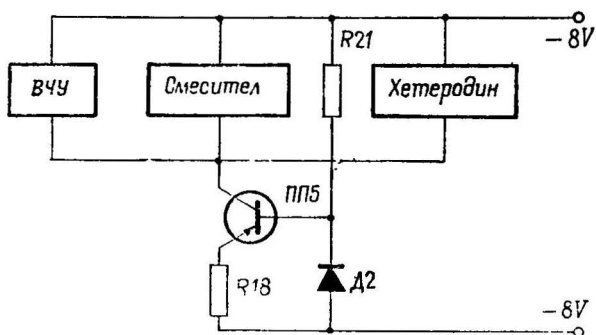 R21
– 8V
ВЧУ
Смесител
Хетеродин
ПП5
R18
Д2
– 8V